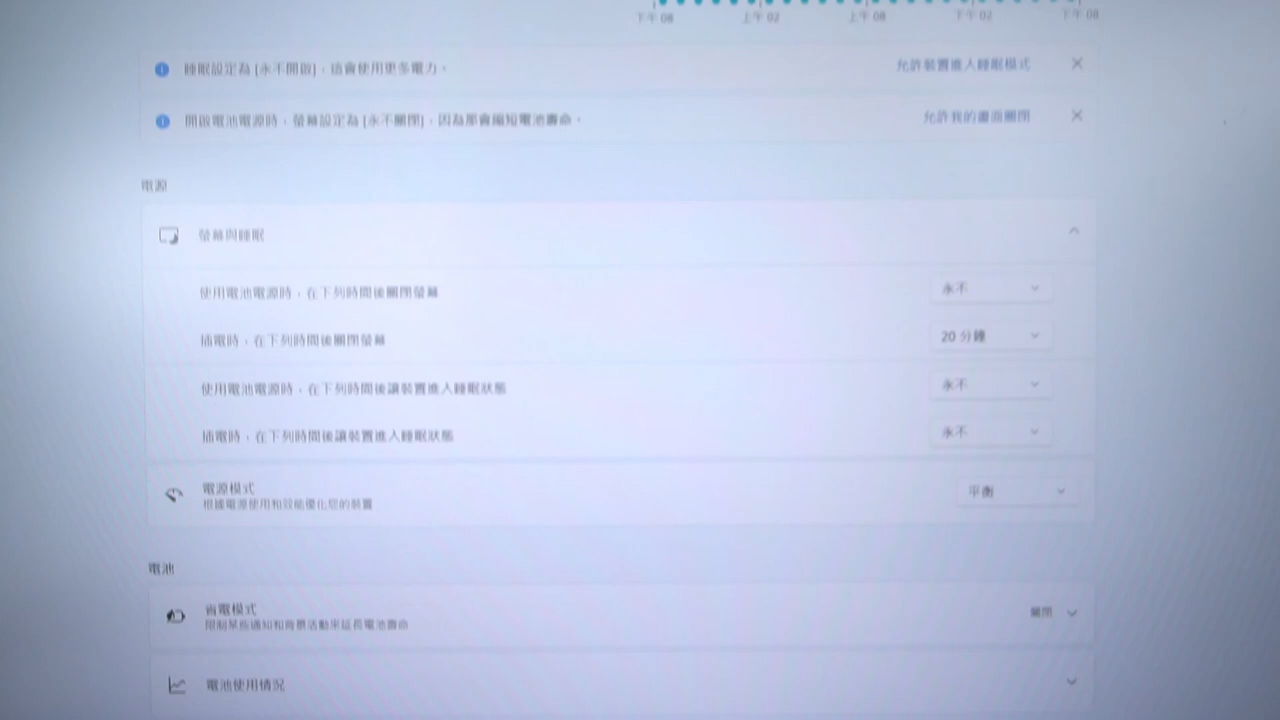 下午 08
上午 02
上午 08
下午 02
下午 08
睡眠設定為 [永不開啟]，這會使用更多電力。
允許裝置進入睡眠模式
開啟電池電源時，螢幕設定為 [永不關閉]，因為那會縮短電池壽命。
允許我的畫面關閉
電源
螢幕與睡眠
使用電池電源時，在下列時間後關閉螢幕
永不
插電時，在下列時間後關閉螢幕
20 分鐘
使用電池電源時，在下列時間後讓裝置進入睡眠狀態
永不
插電時，在下列時間後讓裝置進入睡眠狀態
永不
電源模式
根據電源使用和效能優化您的裝置
平衡
電池
省電模式
限制某些通知和背景活動來延長電池壽命
關閉
電池使用情況